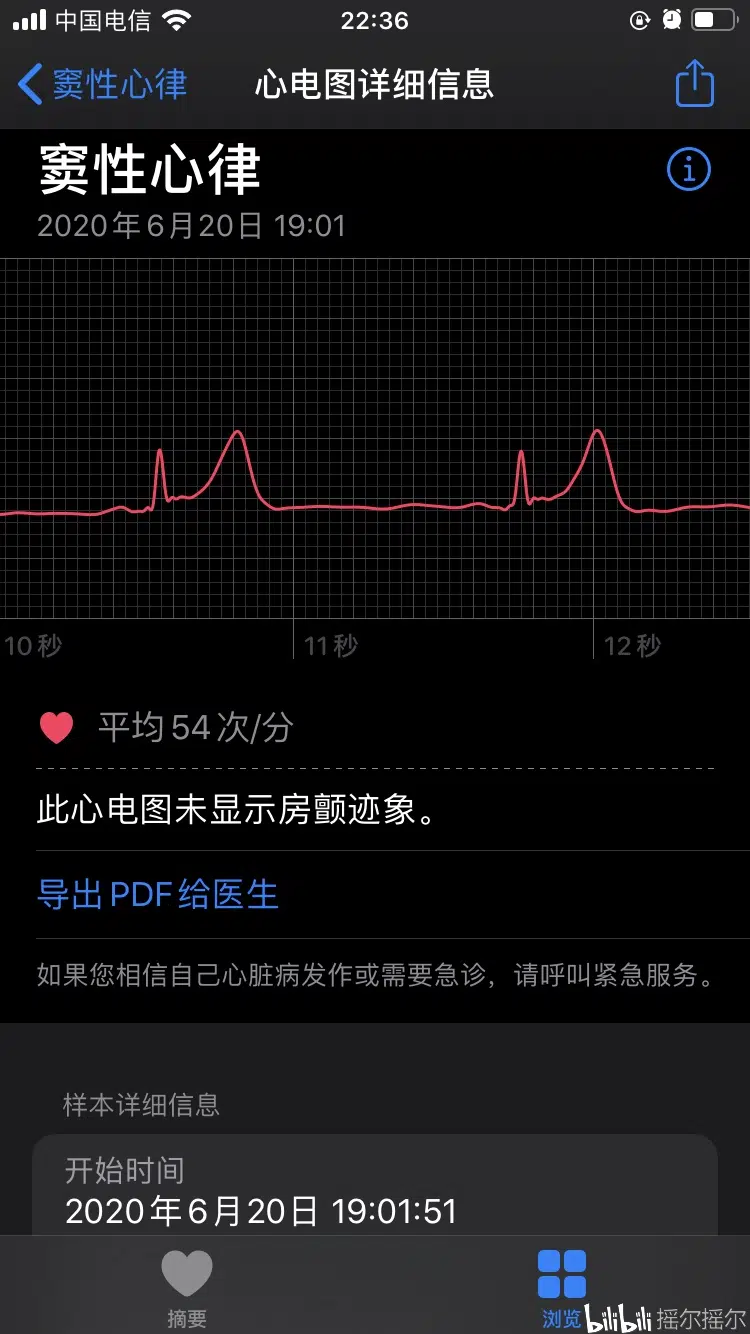 中国电信 22:36
窦性心律 心电图详细信息
窦性心律
2020年6月20日 19:01
10秒 11秒 12秒
平均54次/分
此心电图未显示房颤迹象。
导出PDF给医生
如果您相信自己心脏病发作或需要急诊，请呼叫紧急服务。
样本详细信息
开始时间
2020年6月20日 19:01:51
摘要 浏览
bilibili 摇尔摇尔